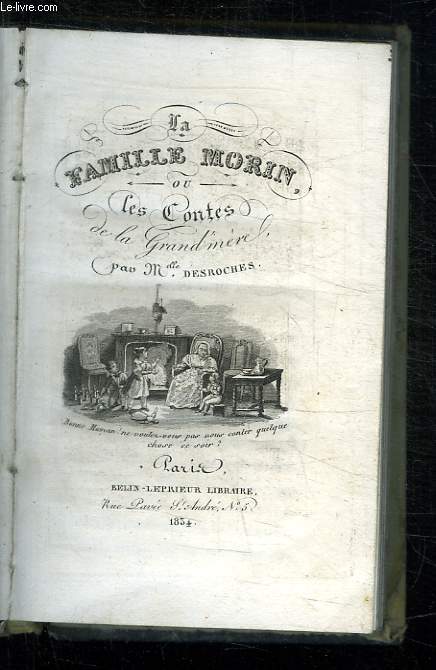 Le-livre.com
La
FAMILLE MORIN,
OU
les Contes
de la Grand'mère,
par Mlle. DESROCHES.
Bonne Maman ne voulez-vous pas nous conter quelque
chose ce soir?
Paris,
BELIN-LEPRIEUR LIBRAIRE,
Rue Pavée St. André, No. 5
1834.